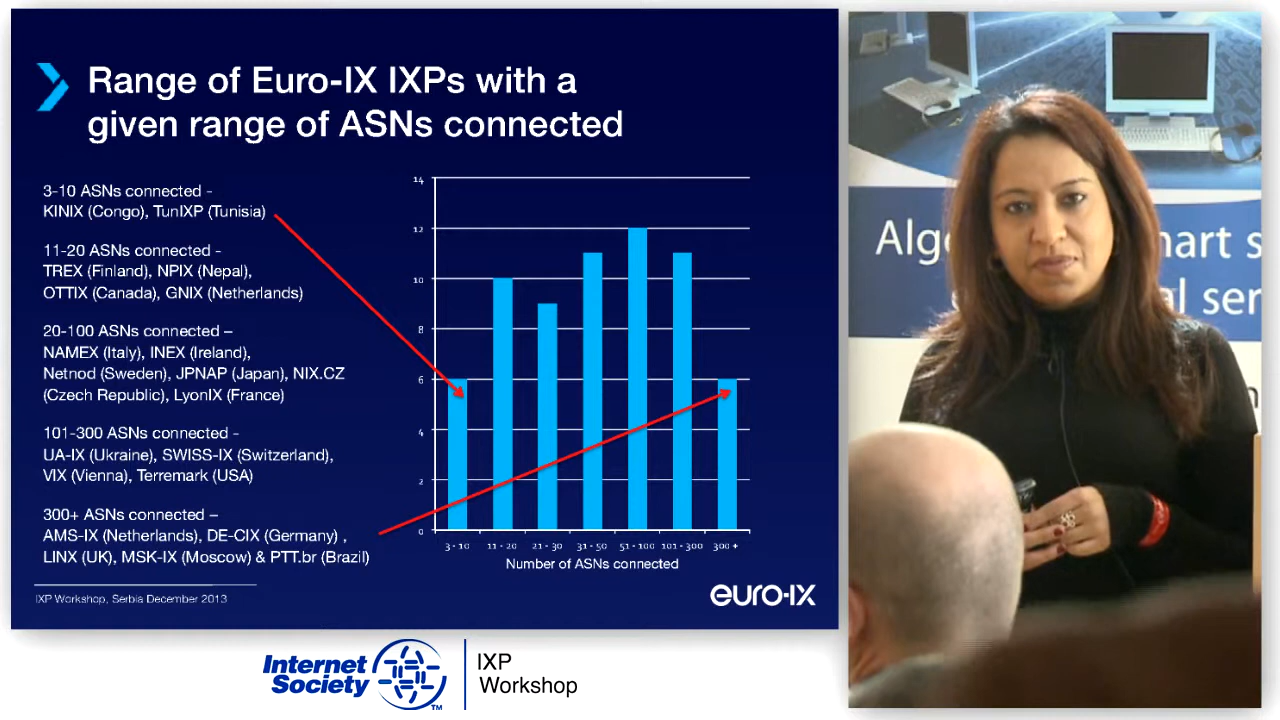 Range of Euro-IX IXPs with a
given range of ASNs connected
3-10 ASNs connected -
KINIX (Congo), TunIXP (Tunisia)
11-20 ASNs connected -
TREX (Finland), NPIX (Nepal),
OTTIX (Canada), GNIX (Netherlands)
20-100 ASNs connected –
NAMEX (Italy), INEX (Ireland),
Netnod (Sweden), JPNAP (Japan), NIX.CZ
(Czech Republic), LyonIX (France)
101-300 ASNs connected -
UA-IX (Ukraine), SWISS-IX (Switzerland),
VIX (Vienna), Terremark (USA)
300+ ASNs connected –
AMS-IX (Netherlands), DE-CIX (Germany) ,
LINX (UK), MSK-IX (Moscow) & PTT.br (Brazil)
14
12
10
8
6
4
2
0
3 - 10 11 - 20 21 - 30 31 - 50 51 - 100 101 - 300 300 +
Number of ASNs connected
IXP Workshop, Serbia December 2013
euro-ix
Alg mart s
al ser
Internet
Society
TM
IXP
Workshop